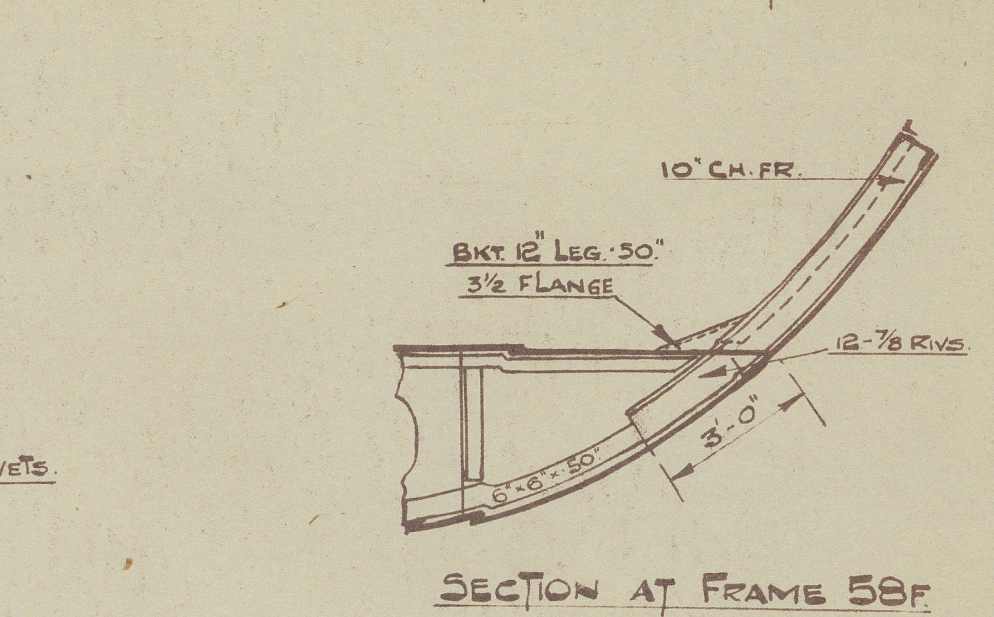 10" CH. FR.
BKT. 12" LEG. .50"
3½ FLANGE
12-⅞ RIVS.
3'-0"
6" x 6" x .50"
VETS.
SECTION AT FRAME 58F.